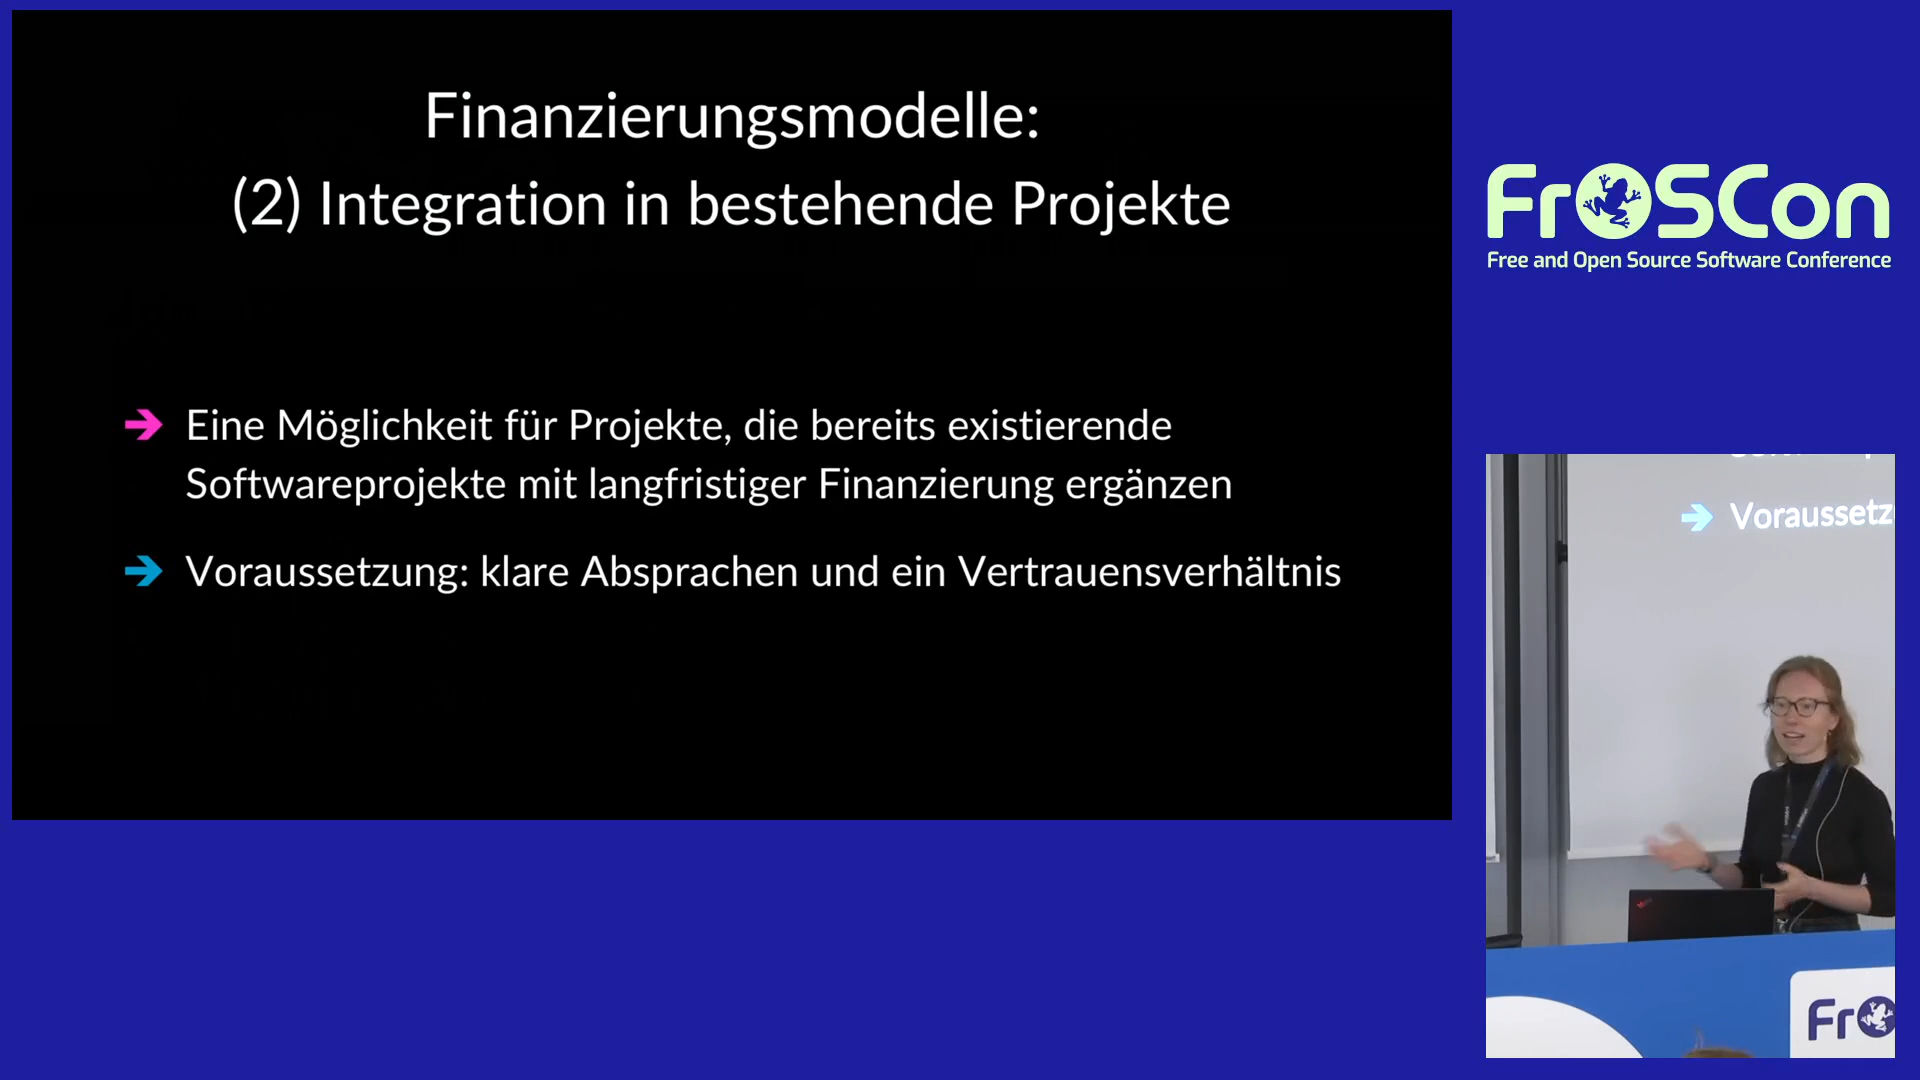 Finanzierungsmodelle:
(2) Integration in bestehende Projekte
➔ Eine Möglichkeit für Projekte, die bereits existierende
Softwareprojekte mit langfristiger Finanzierung ergänzen
➔ Voraussetzung: klare Absprachen und ein Vertrauensverhältnis
FrOSCon
Free and Open Source Software Conference
➔ Voraussetz
Fr